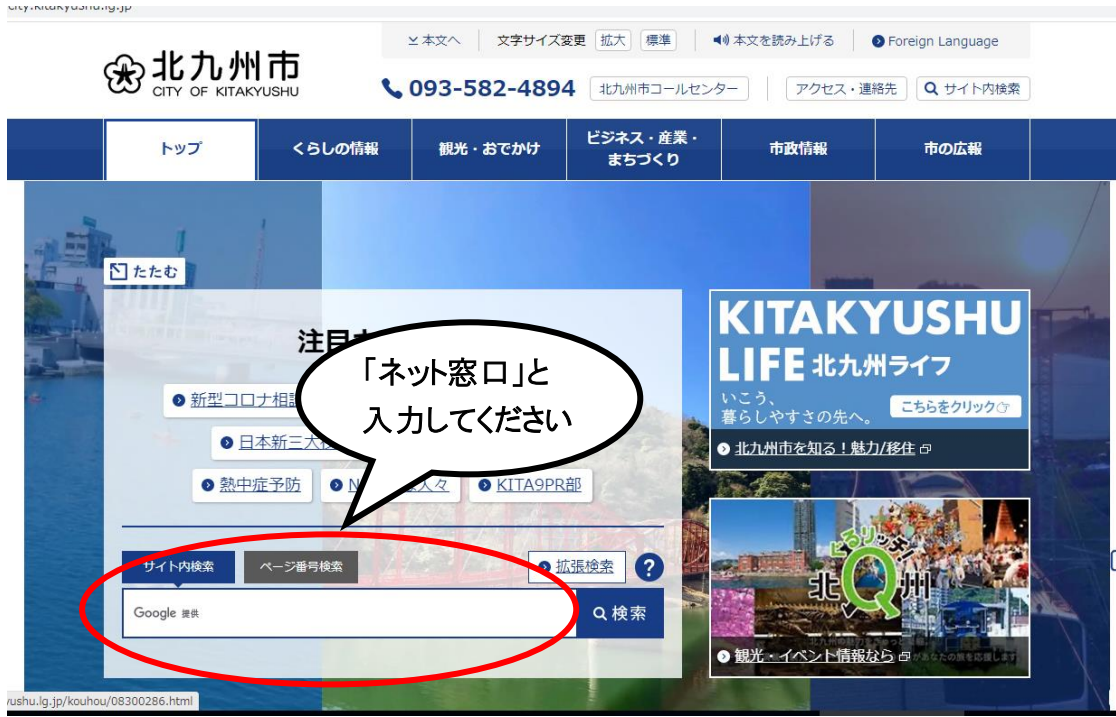 city.kitakyushu.lg.jp
本文へ 文字サイズ変更 拡大 標準 本文を読み上げる Foreign Language
北九州市
CITY OF KITAKYUSHU
093-582-4894 北九州市コールセンター アクセス・連絡先 サイト内検索
トップ くらしの情報 観光・おでかけ ビジネス・産業・
まちづくり 市政情報 市の広報
たたむ
注目
「ネット窓口」と
入力してください
新型コロナ相
日本新三大
熱中症予防 人々 KITA9PR部
サイト内検索 ページ番号検索 拡張検索 ?
Google 提供 検索
KITAKYUSHU
LIFE 北九州ライフ
いこう、
暮らしやすさの先へ。 こちらをクリック
北九州市を知る！魅力/移住
北Q州
観光・イベント情報なら
yushu.lg.jp/kouhou/08300286.html